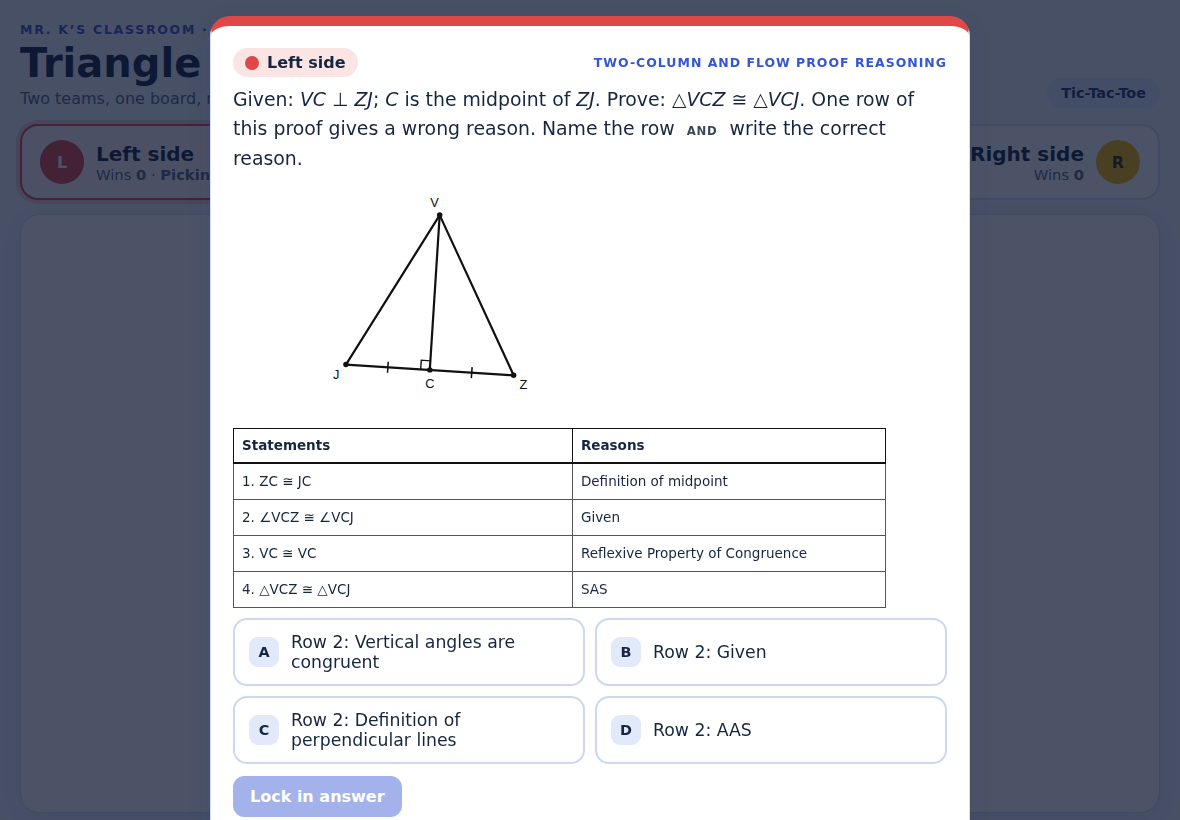 MR. K'S CLASSROOM ·
Triangle
Two teams, one board,
Tic-Tac-Toe
L
Left side
Wins 0 · Pickin
Right side
Wins 0
R
Left side
TWO-COLUMN AND FLOW PROOF REASONING
Given: VC ⊥ ZJ; C is the midpoint of ZJ. Prove: △VCZ ≅ △VCJ. One row of
this proof gives a wrong reason. Name the row AND write the correct
reason.
V
J
C
Z
Statements Reasons
1. ZC ≅ JC Definition of midpoint
2. ∠VCZ ≅ ∠VCJ Given
3. VC ≅ VC Reflexive Property of Congruence
4. △VCZ ≅ △VCJ SAS
A Row 2: Vertical angles are
congruent
B Row 2: Given
C Row 2: Definition of
perpendicular lines
D Row 2: AAS
Lock in answer